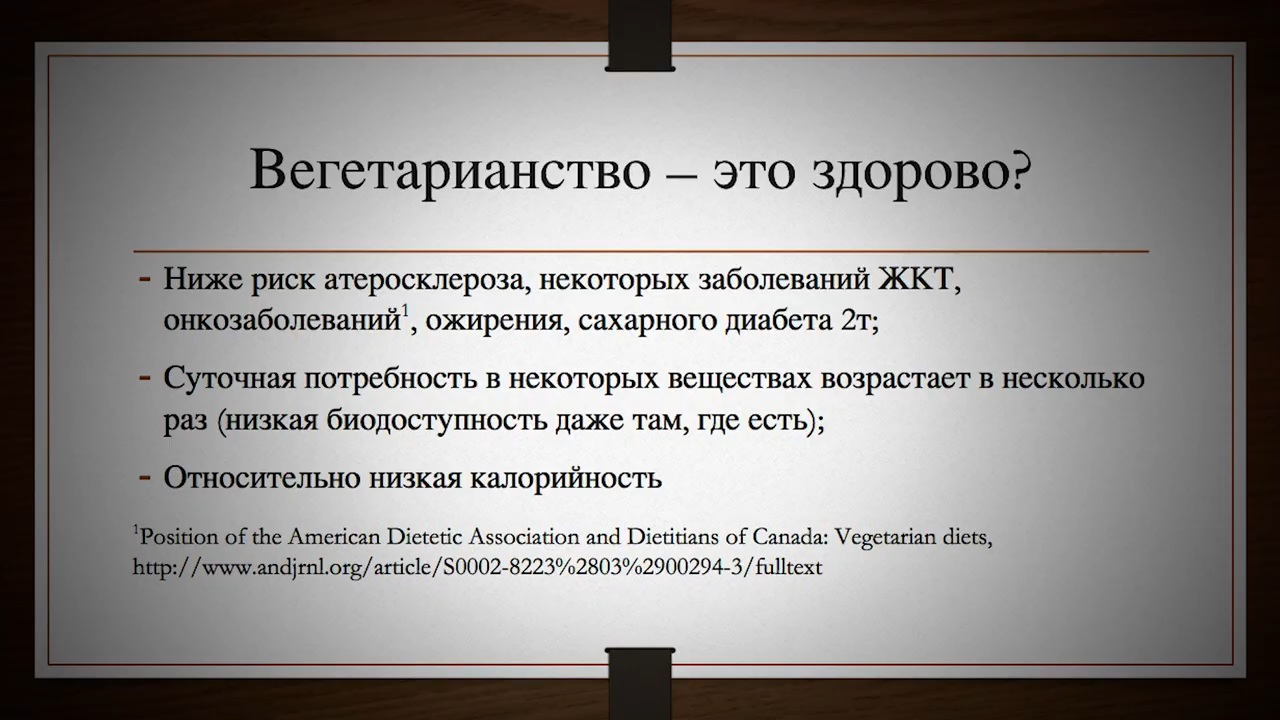 Вегетарианство – это здорово?
- Ниже риск атеросклероза, некоторых заболеваний ЖКТ,
онкозаболеваний¹, ожирения, сахарного диабета 2т;
- Суточная потребность в некоторых веществах возрастает в несколько
раз (низкая биодоступность даже там, где есть);
- Относительно низкая калорийность
¹Position of the American Dietetic Association and Dietitians of Canada: Vegetarian diets,
http://www.andjrnl.org/article/S0002-8223%2803%2900294-3/fulltext